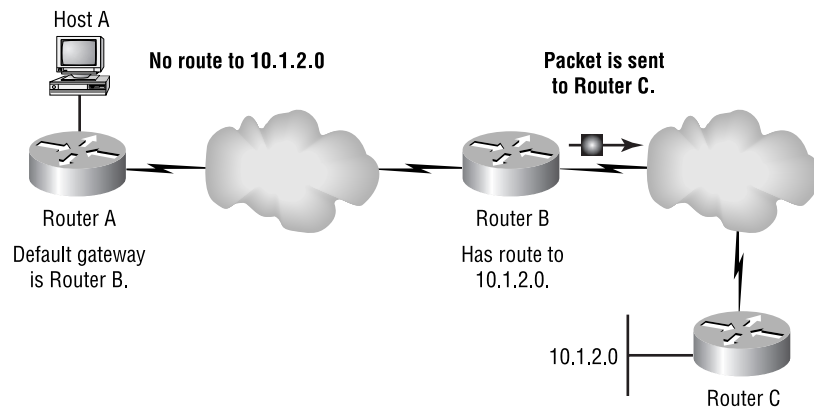 Host A
No route to 10.1.2.0
Packet is sent
to Router C.
Router A
Default gateway
is Router B.
Router B
Has route to
10.1.2.0.
10.1.2.0
Router C